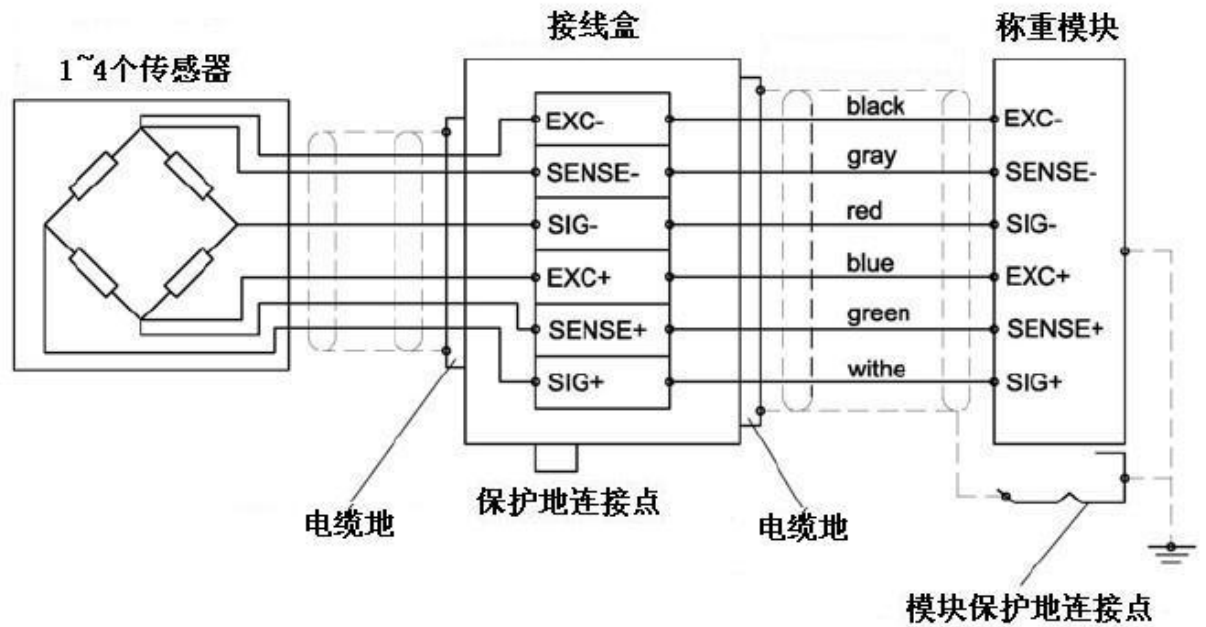 接线盒
称重模块
1~4个传感器
EXC-
SENSE-
SIG-
EXC+
SENSE+
SIG+
black
gray
red
blue
green
withe
EXC-
SENSE-
SIG-
EXC+
SENSE+
SIG+
电缆地
保护地连接点
电缆地
模块保护地连接点